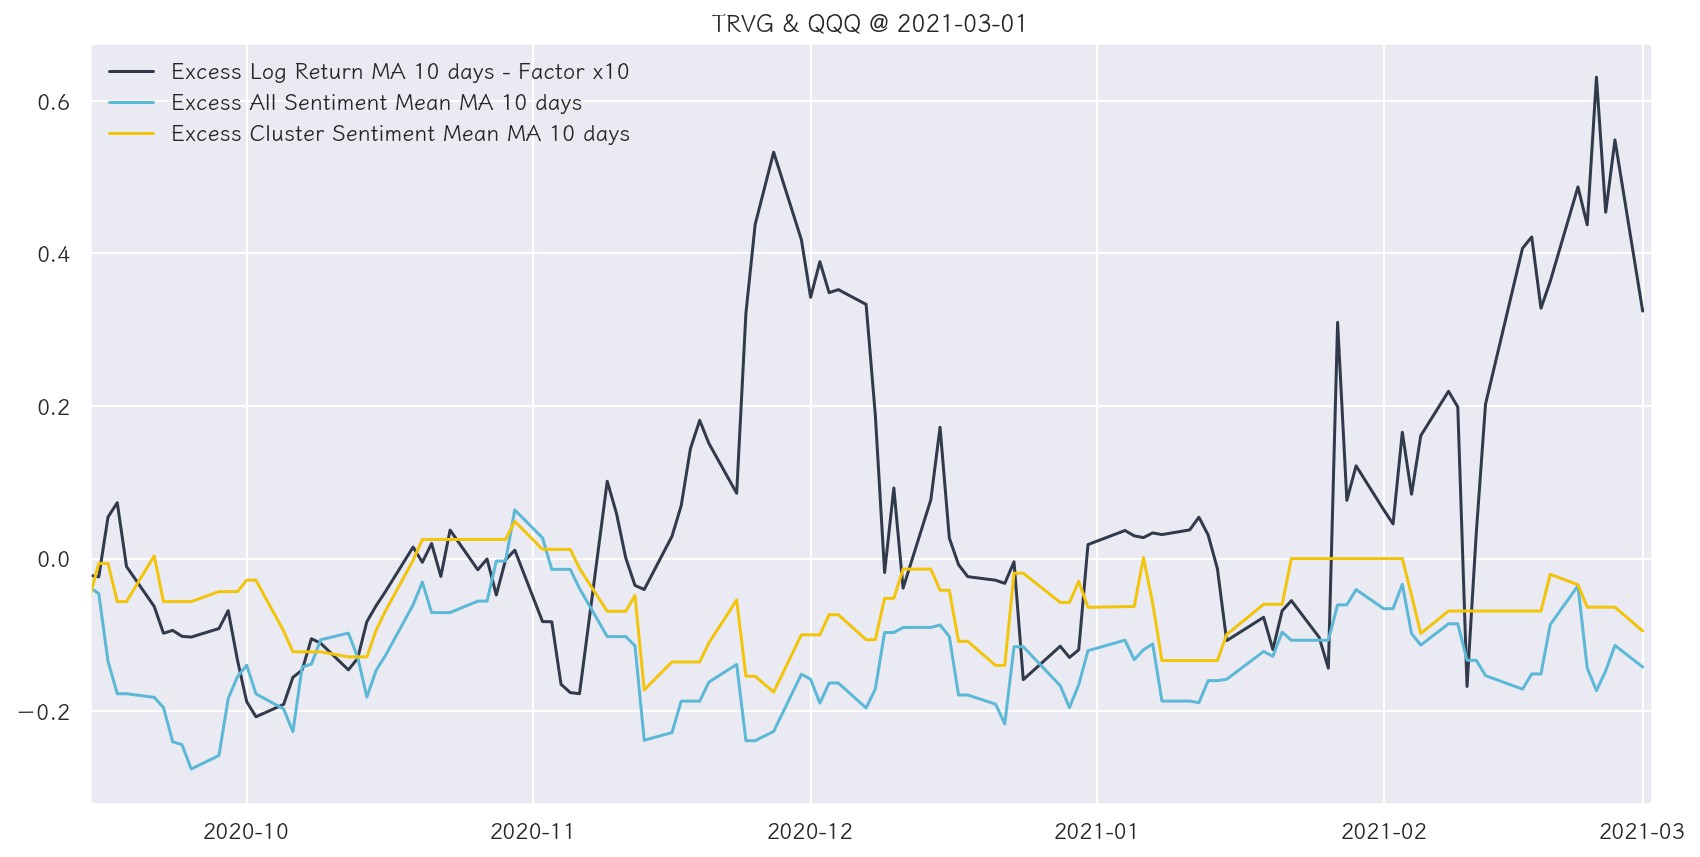 TRVG & QQQ @ 2021-03-01
Excess Log Return MA 10 days - Factor x10
Excess All Sentiment Mean MA 10 days
Excess Cluster Sentiment Mean MA 10 days
0.6
0.4
0.2
0.0
−0.2
2020-10 2020-11 2020-12 2021-01 2021-02 2021-03